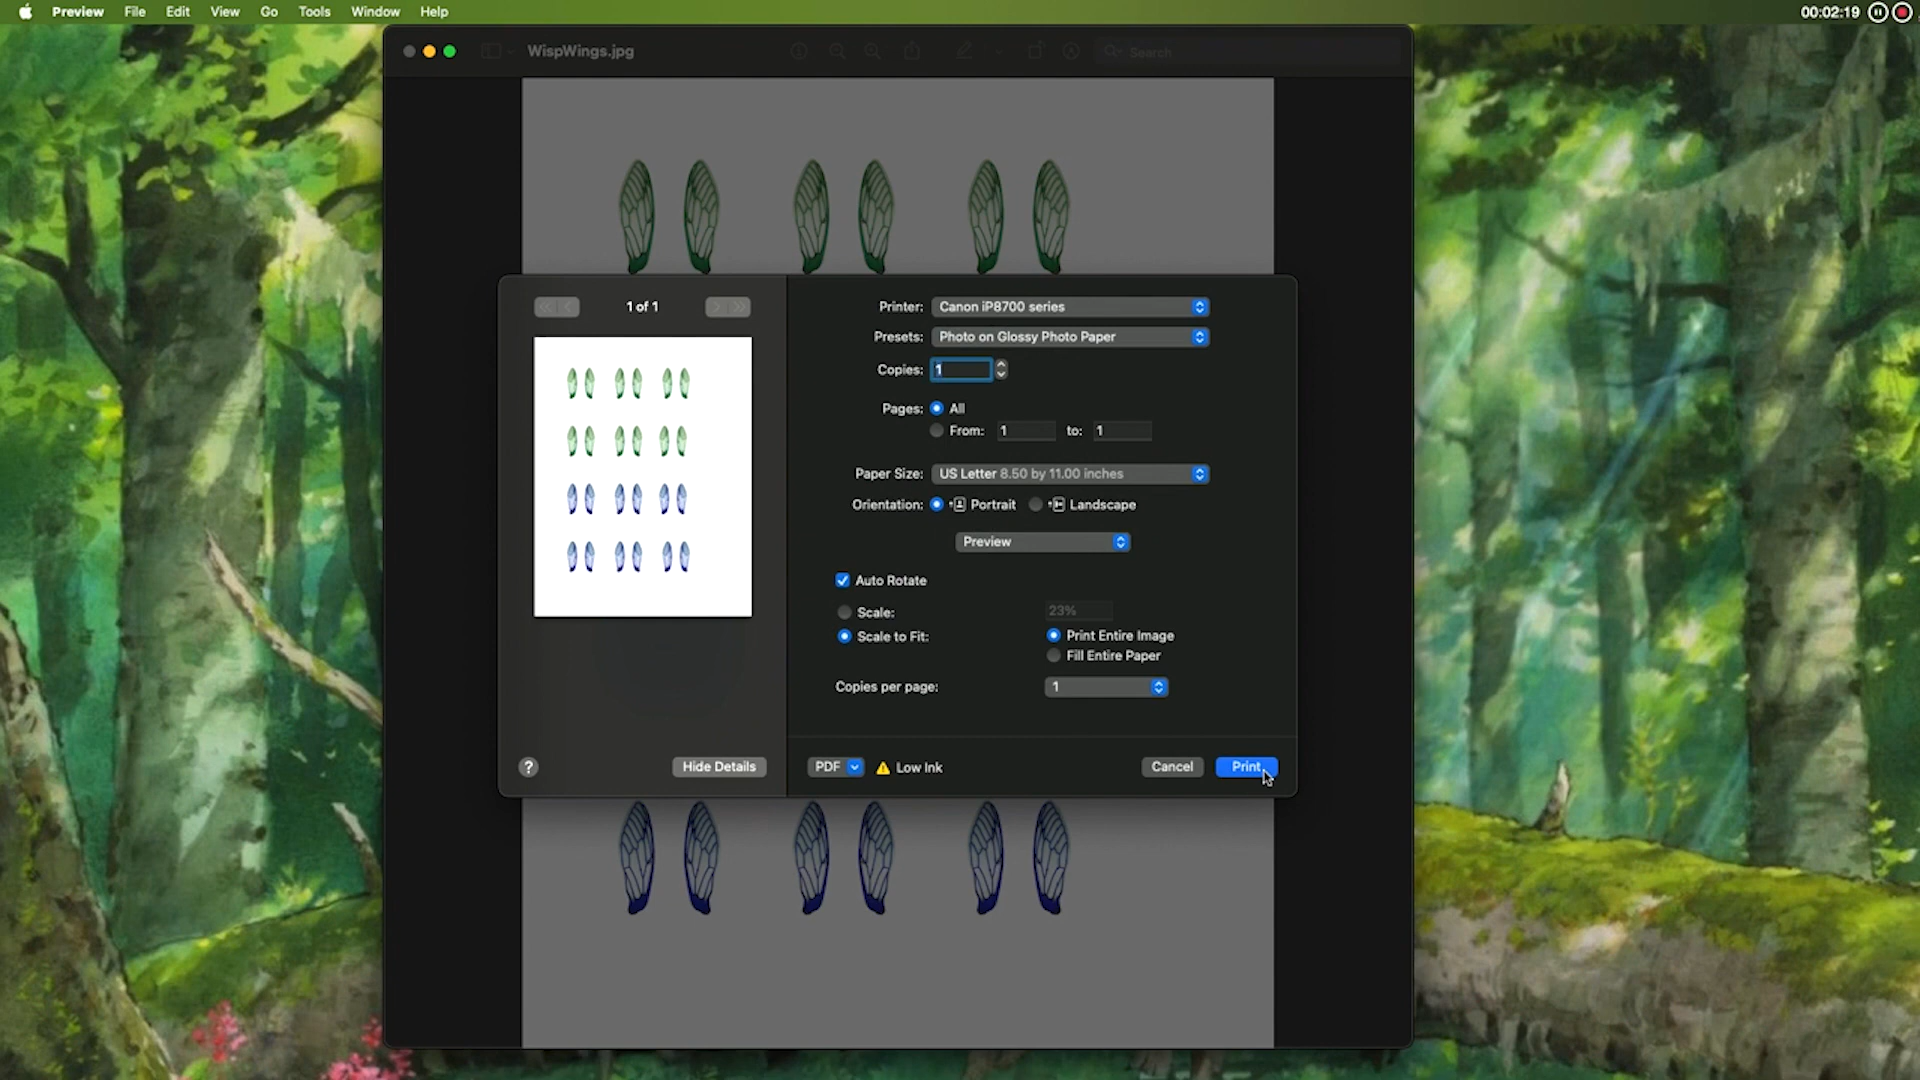 Preview File Edit View Go Tools Window Help 00:02:19
WispWings.jpg Search
1 of 1
Printer: Canon iP8700 series
Presets: Photo on Glossy Photo Paper
Copies: 1
Pages: All
From: 1 to: 1
Paper Size: US Letter 8.50 by 11.00 inches
Orientation: Portrait Landscape
Preview
Auto Rotate
Scale: 23%
Scale to Fit: Print Entire Image
Fill Entire Paper
Copies per page: 1
? Hide Details PDF Low Ink Cancel Print